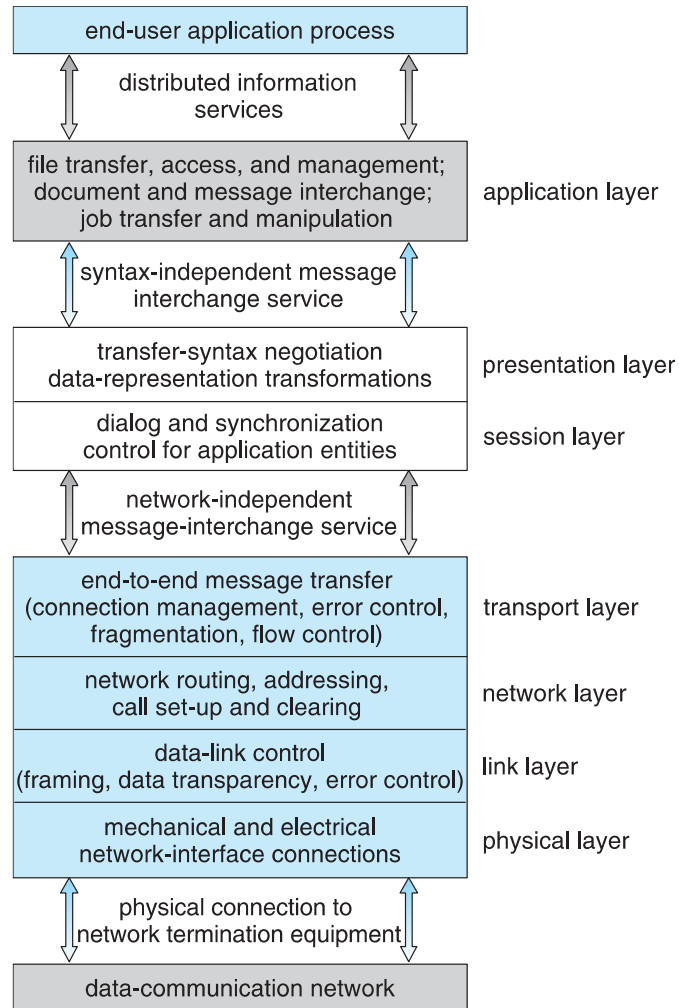 end-user application process
distributed information
services
file transfer, access, and management;
document and message interchange;
job transfer and manipulation
application layer
syntax-independent message
interchange service
transfer-syntax negotiation
data-representation transformations
presentation layer
dialog and synchronization
control for application entities
session layer
network-independent
message-interchange service
end-to-end message transfer
(connection management, error control,
fragmentation, flow control)
transport layer
network routing, addressing,
call set-up and clearing
network layer
data-link control
(framing, data transparency, error control)
link layer
mechanical and electrical
network-interface connections
physical layer
physical connection to
network termination equipment
data-communication network